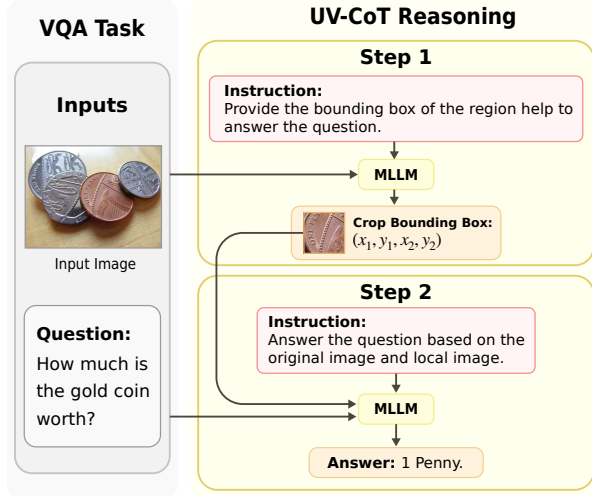 VQA Task
Inputs
Input Image
Question:
How much is
the gold coin
worth?
UV-CoT Reasoning
Step 1
Instruction:
Provide the bounding box of the region help to
answer the question.
MLLM
Crop Bounding Box:
(x₁, y₁, x₂, y₂)
Step 2
Instruction:
Answer the question based on the
original image and local image.
MLLM
Answer: 1 Penny.